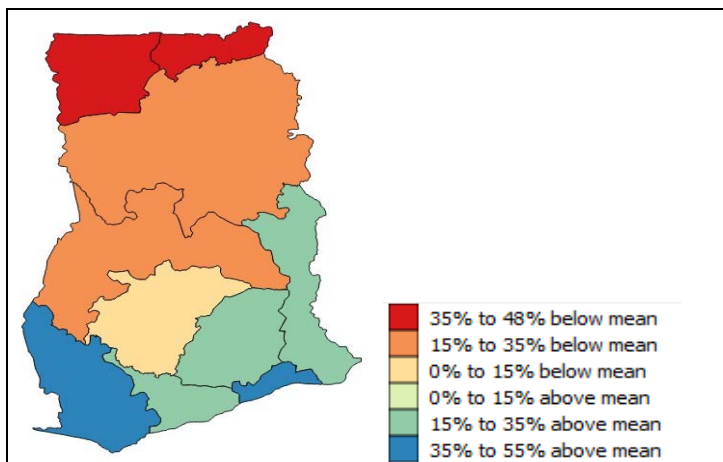 35% to 48% below mean
15% to 35% below mean
0% to 15% below mean
0% to 15% above mean
15% to 35% above mean
35% to 55% above mean